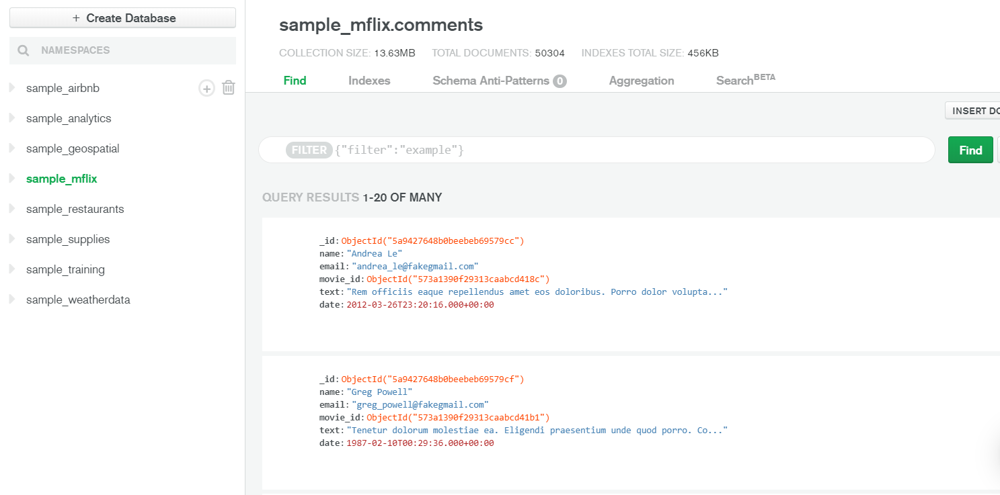 + Create Database
NAMESPACES
sample_airbnb
sample_analytics
sample_geospatial
sample_mflix
sample_restaurants
sample_supplies
sample_training
sample_weatherdata
sample_mflix.comments
COLLECTION SIZE: 13.63MB TOTAL DOCUMENTS: 50304 INDEXES TOTAL SIZE: 456KB
Find Indexes Schema Anti-Patterns 0 Aggregation Search BETA
INSERT DO
FILTER {"filter":"example"} Find
QUERY RESULTS 1-20 OF MANY
_id: ObjectId("5a9427648b0beebeb69579cc")
name: "Andrea Le"
email: "andrea_le@fakegmail.com"
movie_id: ObjectId("573a1390f29313caabcd418c")
text: "Rem officiis eaque repellendus amet eos doloribus. Porro dolor volupta..."
date: 2012-03-26T23:20:16.000+00:00
_id: ObjectId("5a9427648b0beebeb69579cf")
name: "Greg Powell"
email: "greg_powell@fakegmail.com"
movie_id: ObjectId("573a1390f29313caabcd41b1")
text: "Tenetur dolorum molestiae ea. Eligendi praesentium unde quod porro. Co..."
date: 1987-02-10T00:29:36.000+00:00